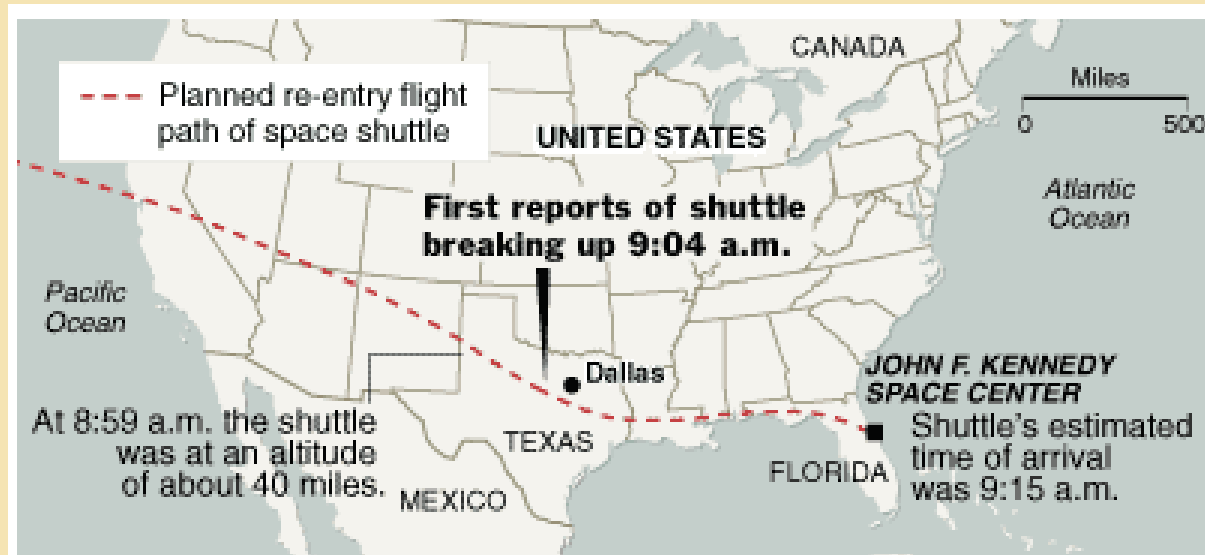 CANADA
Planned re-entry flight
path of space shuttle
Miles
0 500
UNITED STATES
First reports of shuttle
breaking up 9:04 a.m.
Atlantic
Ocean
Pacific
Ocean
Dallas
JOHN F. KENNEDY
SPACE CENTER
Shuttle's estimated
time of arrival
was 9:15 a.m.
At 8:59 a.m. the shuttle
was at an altitude
of about 40 miles.
TEXAS
FLORIDA
MEXICO